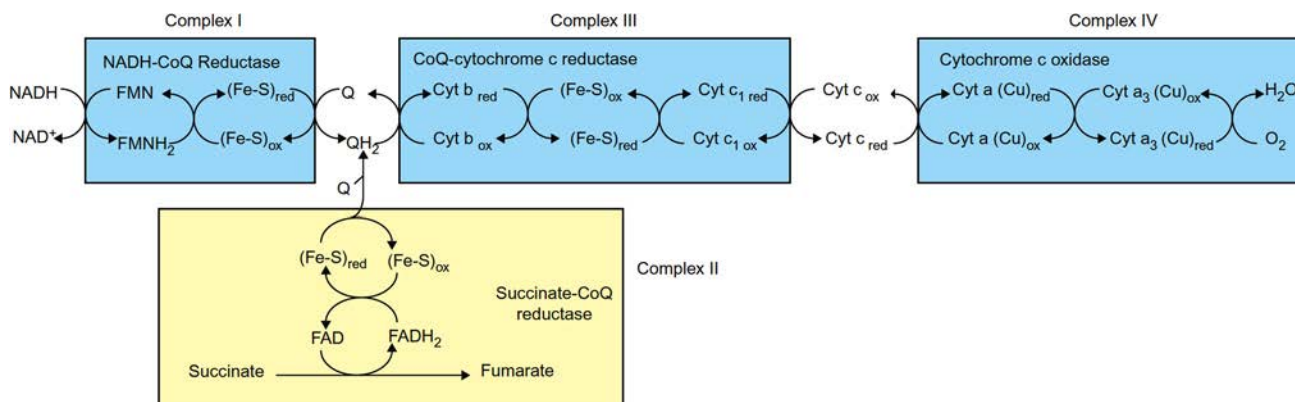 Complex I
Complex III
Complex IV
NADH-CoQ Reductase
CoQ-cytochrome c reductase
Cytochrome c oxidase
NADH FMN (Fe-S)red Q Cyt b red (Fe-S)ox Cyt c1 red Cyt c ox Cyt a (Cu)red Cyt a3 (Cu)ox H2O
NAD+ FMNH2 (Fe-S)ox QH2 Cyt b ox (Fe-S)red Cyt c1 ox Cyt c red Cyt a (Cu)ox Cyt a3 (Cu)red O2
Q
(Fe-S)red (Fe-S)ox
Complex II
Succinate-CoQ
reductase
FAD FADH2
Succinate Fumarate